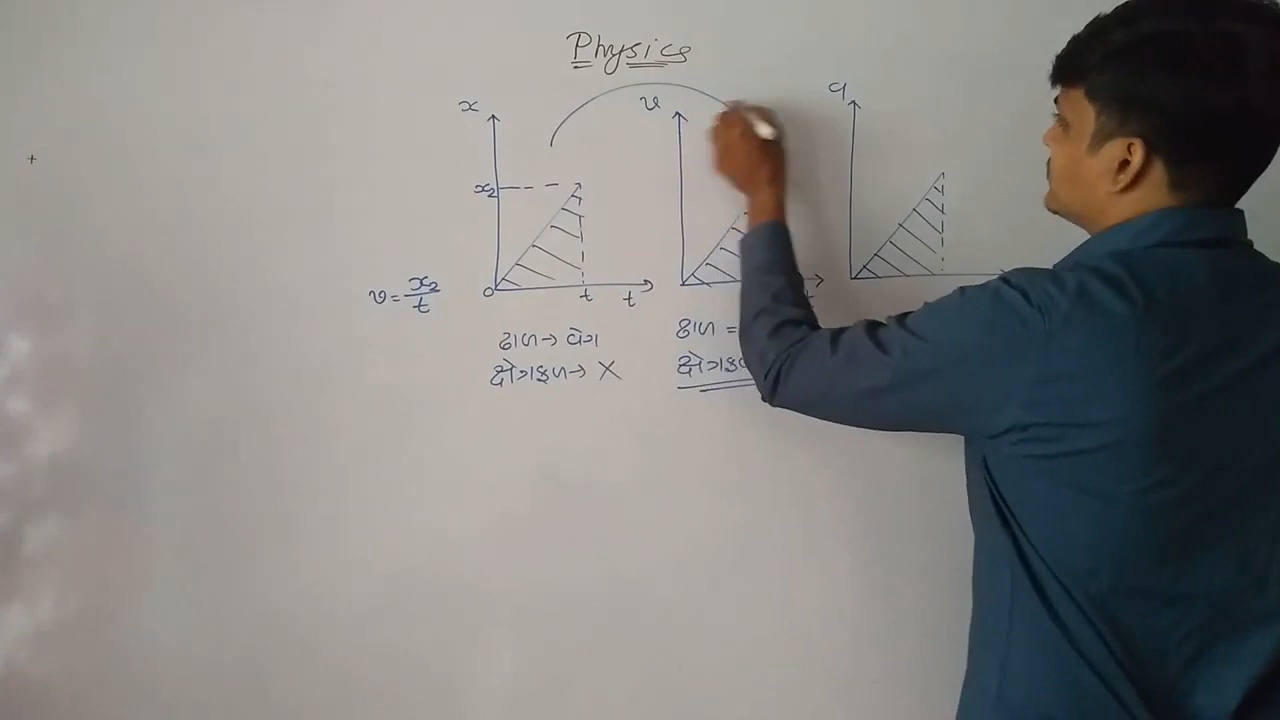 Physics
x
x₂
0
t
t
v = x₂/t
ઢાળ → વેગ
ક્ષેત્રફળ → X
v
ઢાળ =
q